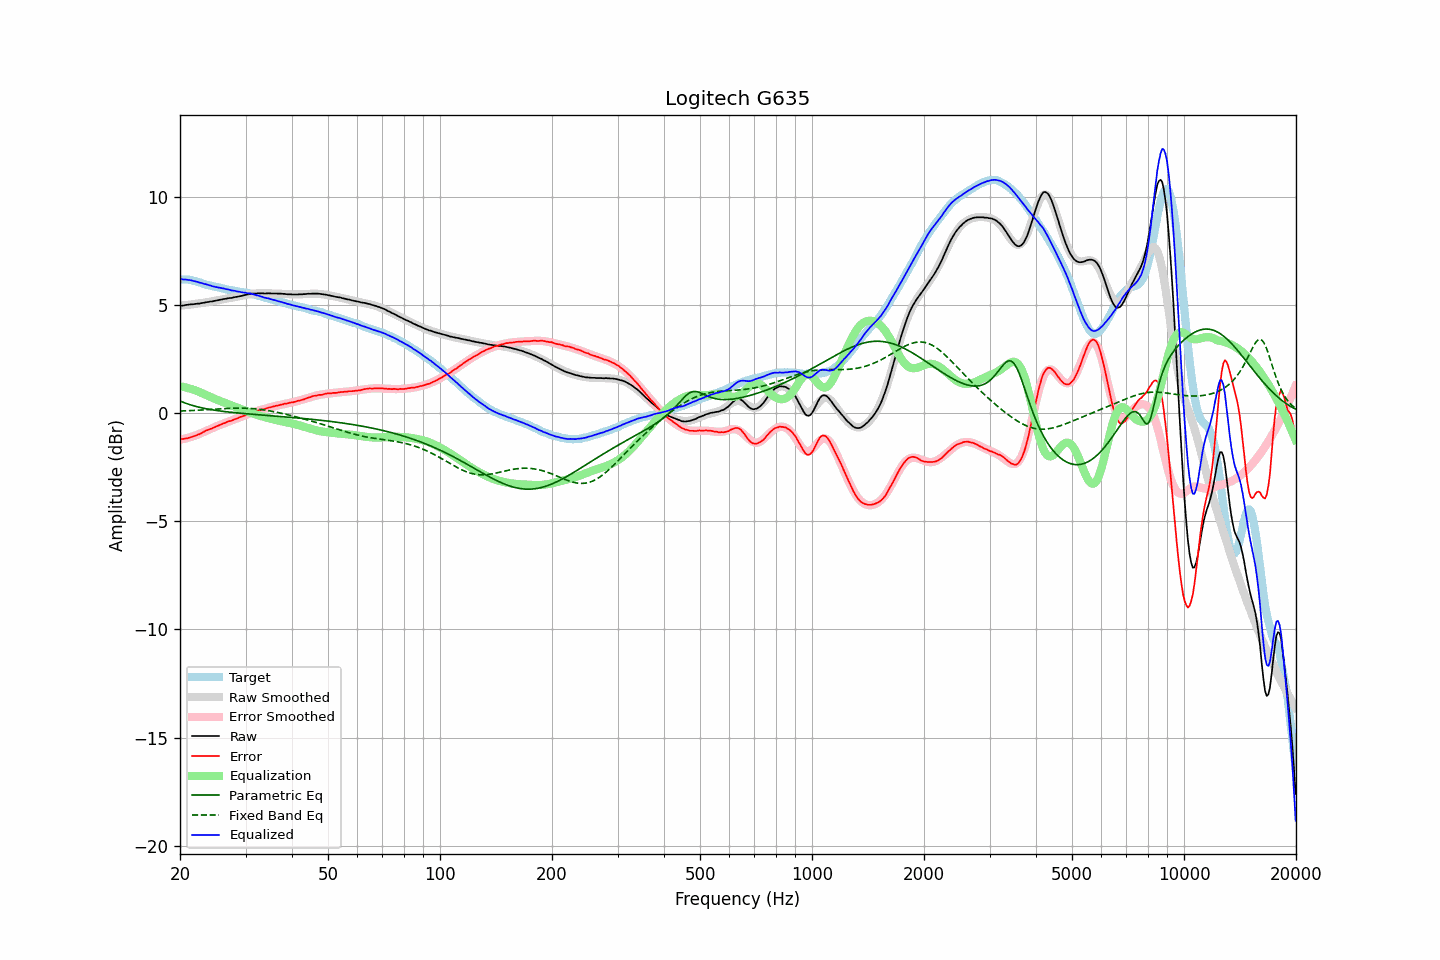 Logitech G635
Amplitude (dBr)
10
5
0
−5
−10
−15
−20
Target
Raw Smoothed
Error Smoothed
Raw
Error
Equalization
Parametric Eq
Fixed Band Eq
Equalized
20 50 100 200 500 1000 2000 5000 10000 20000
Frequency (Hz)